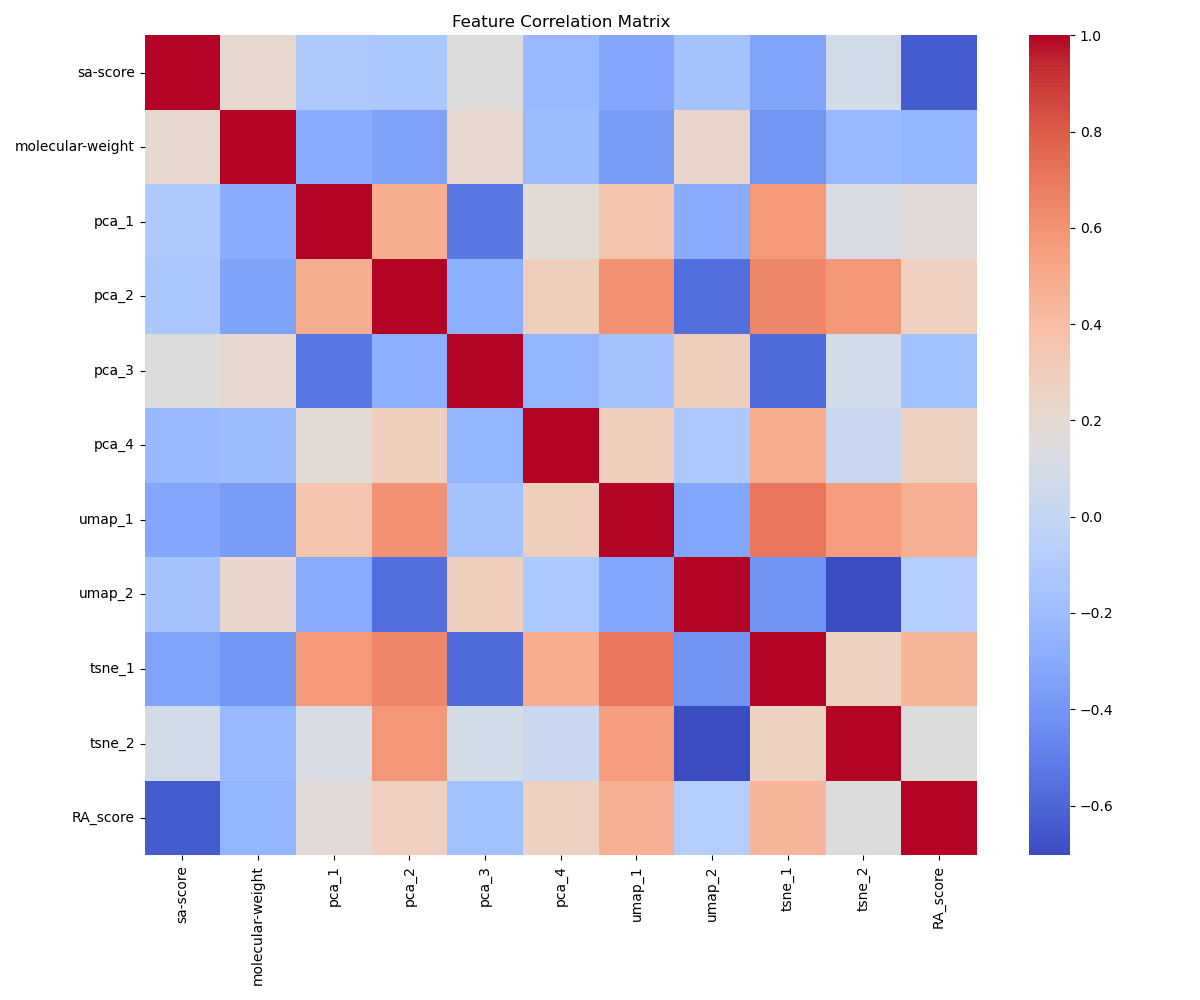 Feature Correlation Matrix
sa-score
molecular-weight
pca_1
pca_2
pca_3
pca_4
umap_1
umap_2
tsne_1
tsne_2
RA_score
sa-score
molecular-weight
pca_1
pca_2
pca_3
pca_4
umap_1
umap_2
tsne_1
tsne_2
RA_score
1.0
0.8
0.6
0.4
0.2
0.0
−0.2
−0.4
−0.6